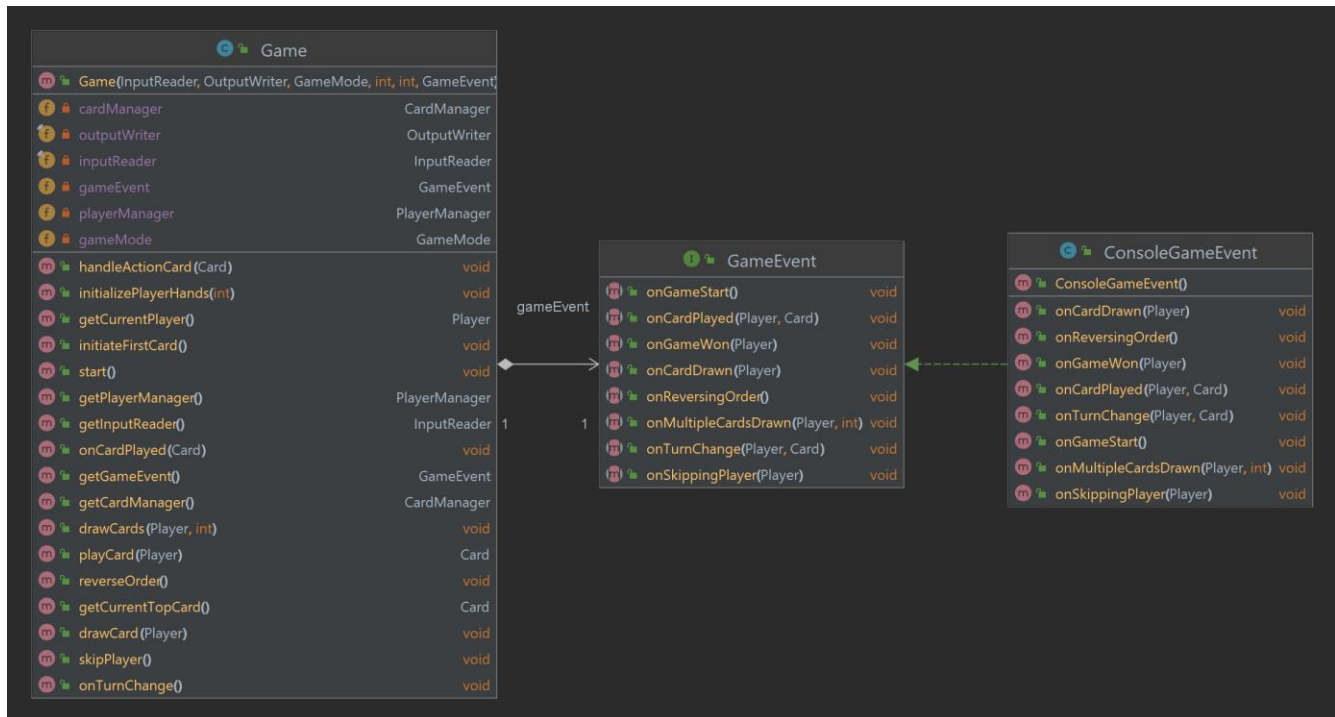 Game
Game(InputReader, OutputWriter, GameMode, int, int, GameEvent)
cardManager CardManager
outputWriter OutputWriter
inputReader InputReader
gameEvent GameEvent
playerManager PlayerManager
gameMode GameMode
handleActionCard(Card) void
initializePlayerHands(int) void
getCurrentPlayer() Player
initiateFirstCard() void
start() void
getPlayerManager() PlayerManager
getInputReader() InputReader
onCardPlayed(Card) void
getGameEvent() GameEvent
getCardManager() CardManager
drawCards(Player, int) void
playCard(Player) Card
reverseOrder() void
getCurrentTopCard() Card
drawCard(Player) void
skipPlayer() void
onTurnChange() void
gameEvent
1 1
GameEvent
onGameStart() void
onCardPlayed(Player, Card) void
onGameWon(Player) void
onCardDrawn(Player) void
onReversingOrder() void
onMultipleCardsDrawn(Player, int) void
onTurnChange(Player, Card) void
onSkippingPlayer(Player) void
ConsoleGameEvent
ConsoleGameEvent()
onCardDrawn(Player) void
onReversingOrder() void
onGameWon(Player) void
onCardPlayed(Player, Card) void
onTurnChange(Player, Card) void
onGameStart() void
onMultipleCardsDrawn(Player, int) void
onSkippingPlayer(Player) void